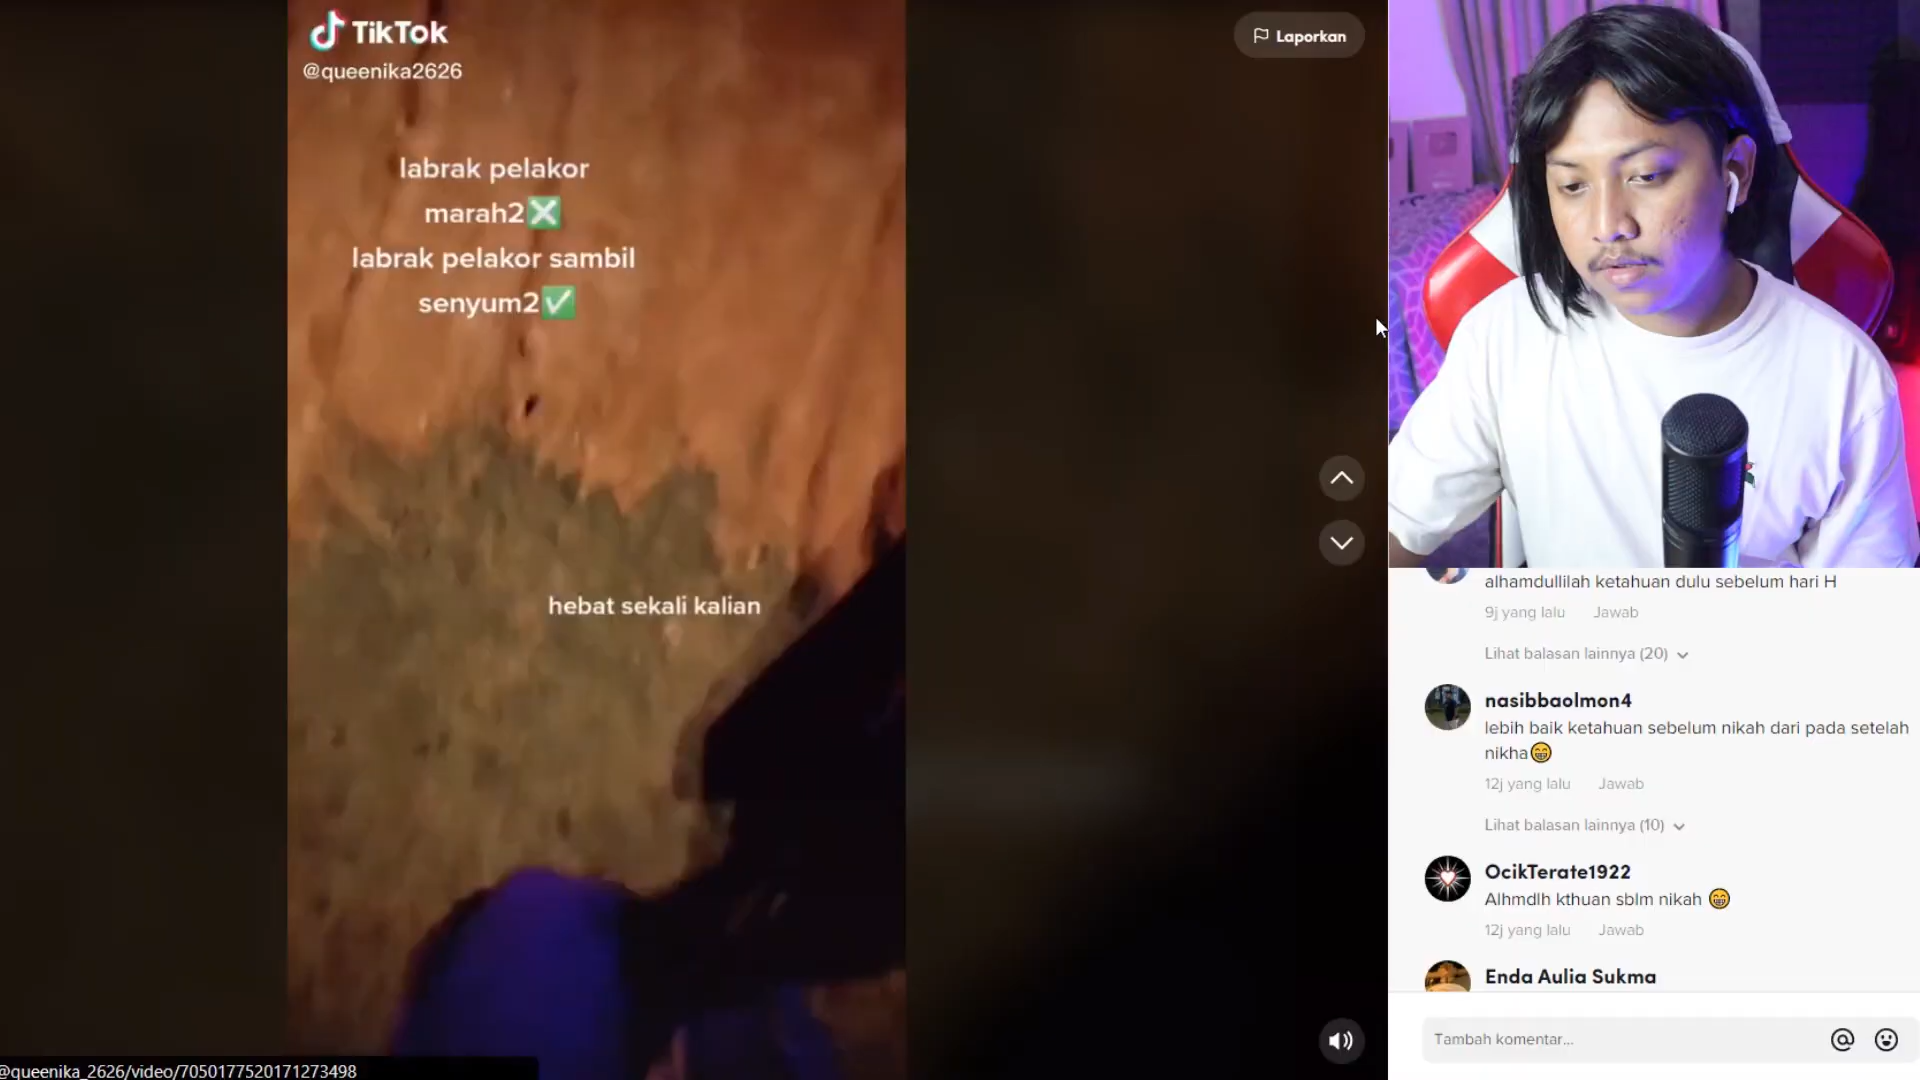 TikTok
@queenika2626
Laporkan
labrak pelakor
marah2❎
labrak pelakor sambil
senyum2✅
hebat sekali kalian
alhamdullilah ketahuan dulu sebelum hari H
9j yang lalu Jawab
Lihat balasan lainnya (20)
nasibbaolmon4
lebih baik ketahuan sebelum nikah dari pada setelah
nikha😁
12j yang lalu Jawab
Lihat balasan lainnya (10)
OcikTerate1922
Alhmdlh kthuan sblm nikah 😁
12j yang lalu Jawab
Enda Aulia Sukma
Tambah komentar...
@queenika_2626/video/7050177520171273498